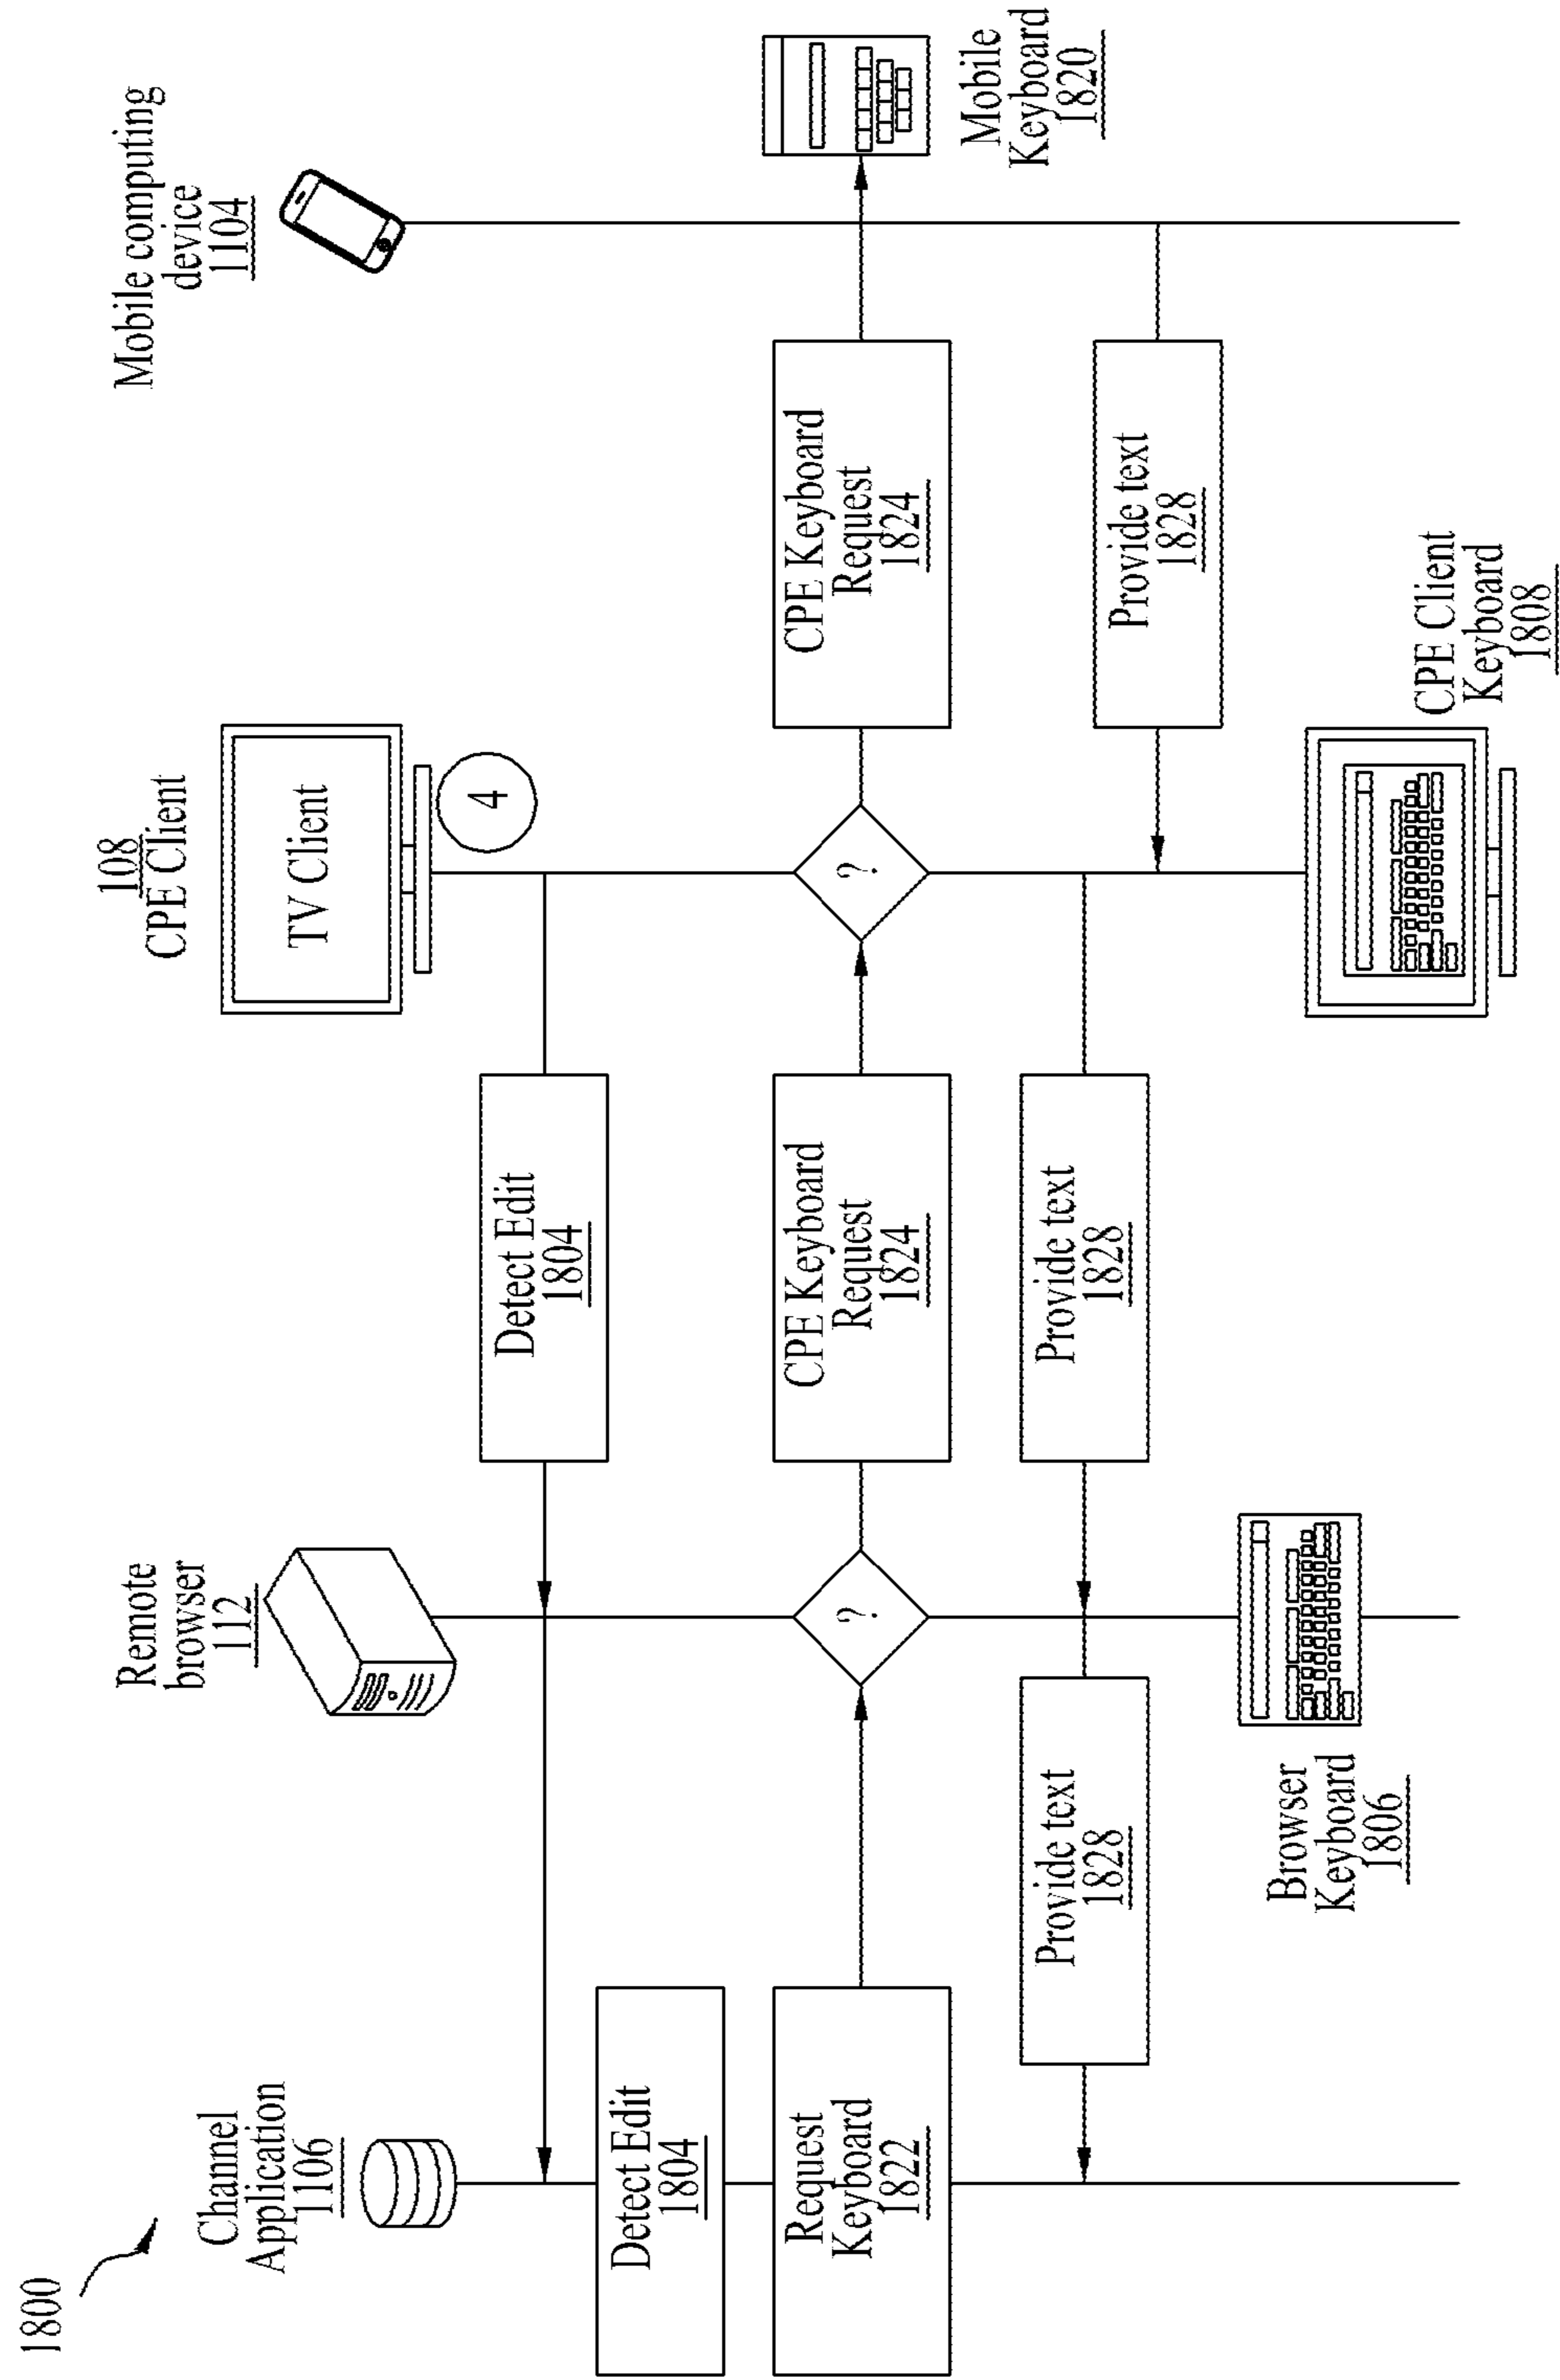 1800
Channel
Application
1106
Remote
browser
112
108
CPE Client
TV Client
4
Mobile computing
device
1104
Detect Edit
1804
Detect Edit
1804
Request
Keyboard
1822
?
CPE Keyboard
Request
1824
?
CPE Keyboard
Request
1824
Mobile
Keyboard
1820
Provide text
1828
Provide text
1828
Provide text
1828
Browser
Keyboard
1806
CPE Client
Keyboard
1808